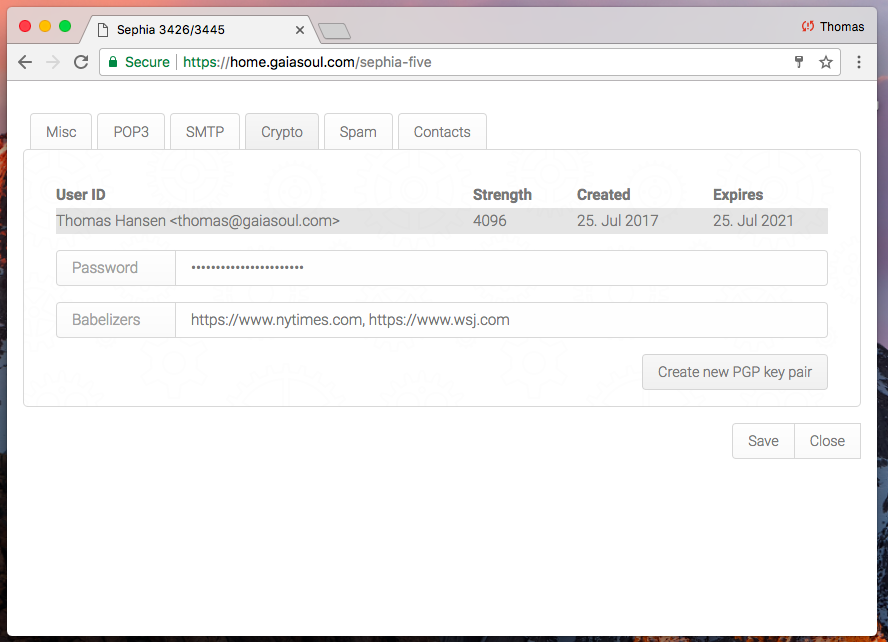 Sephia 3426/3445
Thomas
Secure https://home.gaiasoul.com/sephia-five
Misc POP3 SMTP Crypto Spam Contacts
User ID Strength Created Expires
Thomas Hansen <thomas@gaiasoul.com> 4096 25. Jul 2017 25. Jul 2021
Password •••••••••••••••••••••••
Babelizers https://www.nytimes.com, https://www.wsj.com
Create new PGP key pair
Save Close